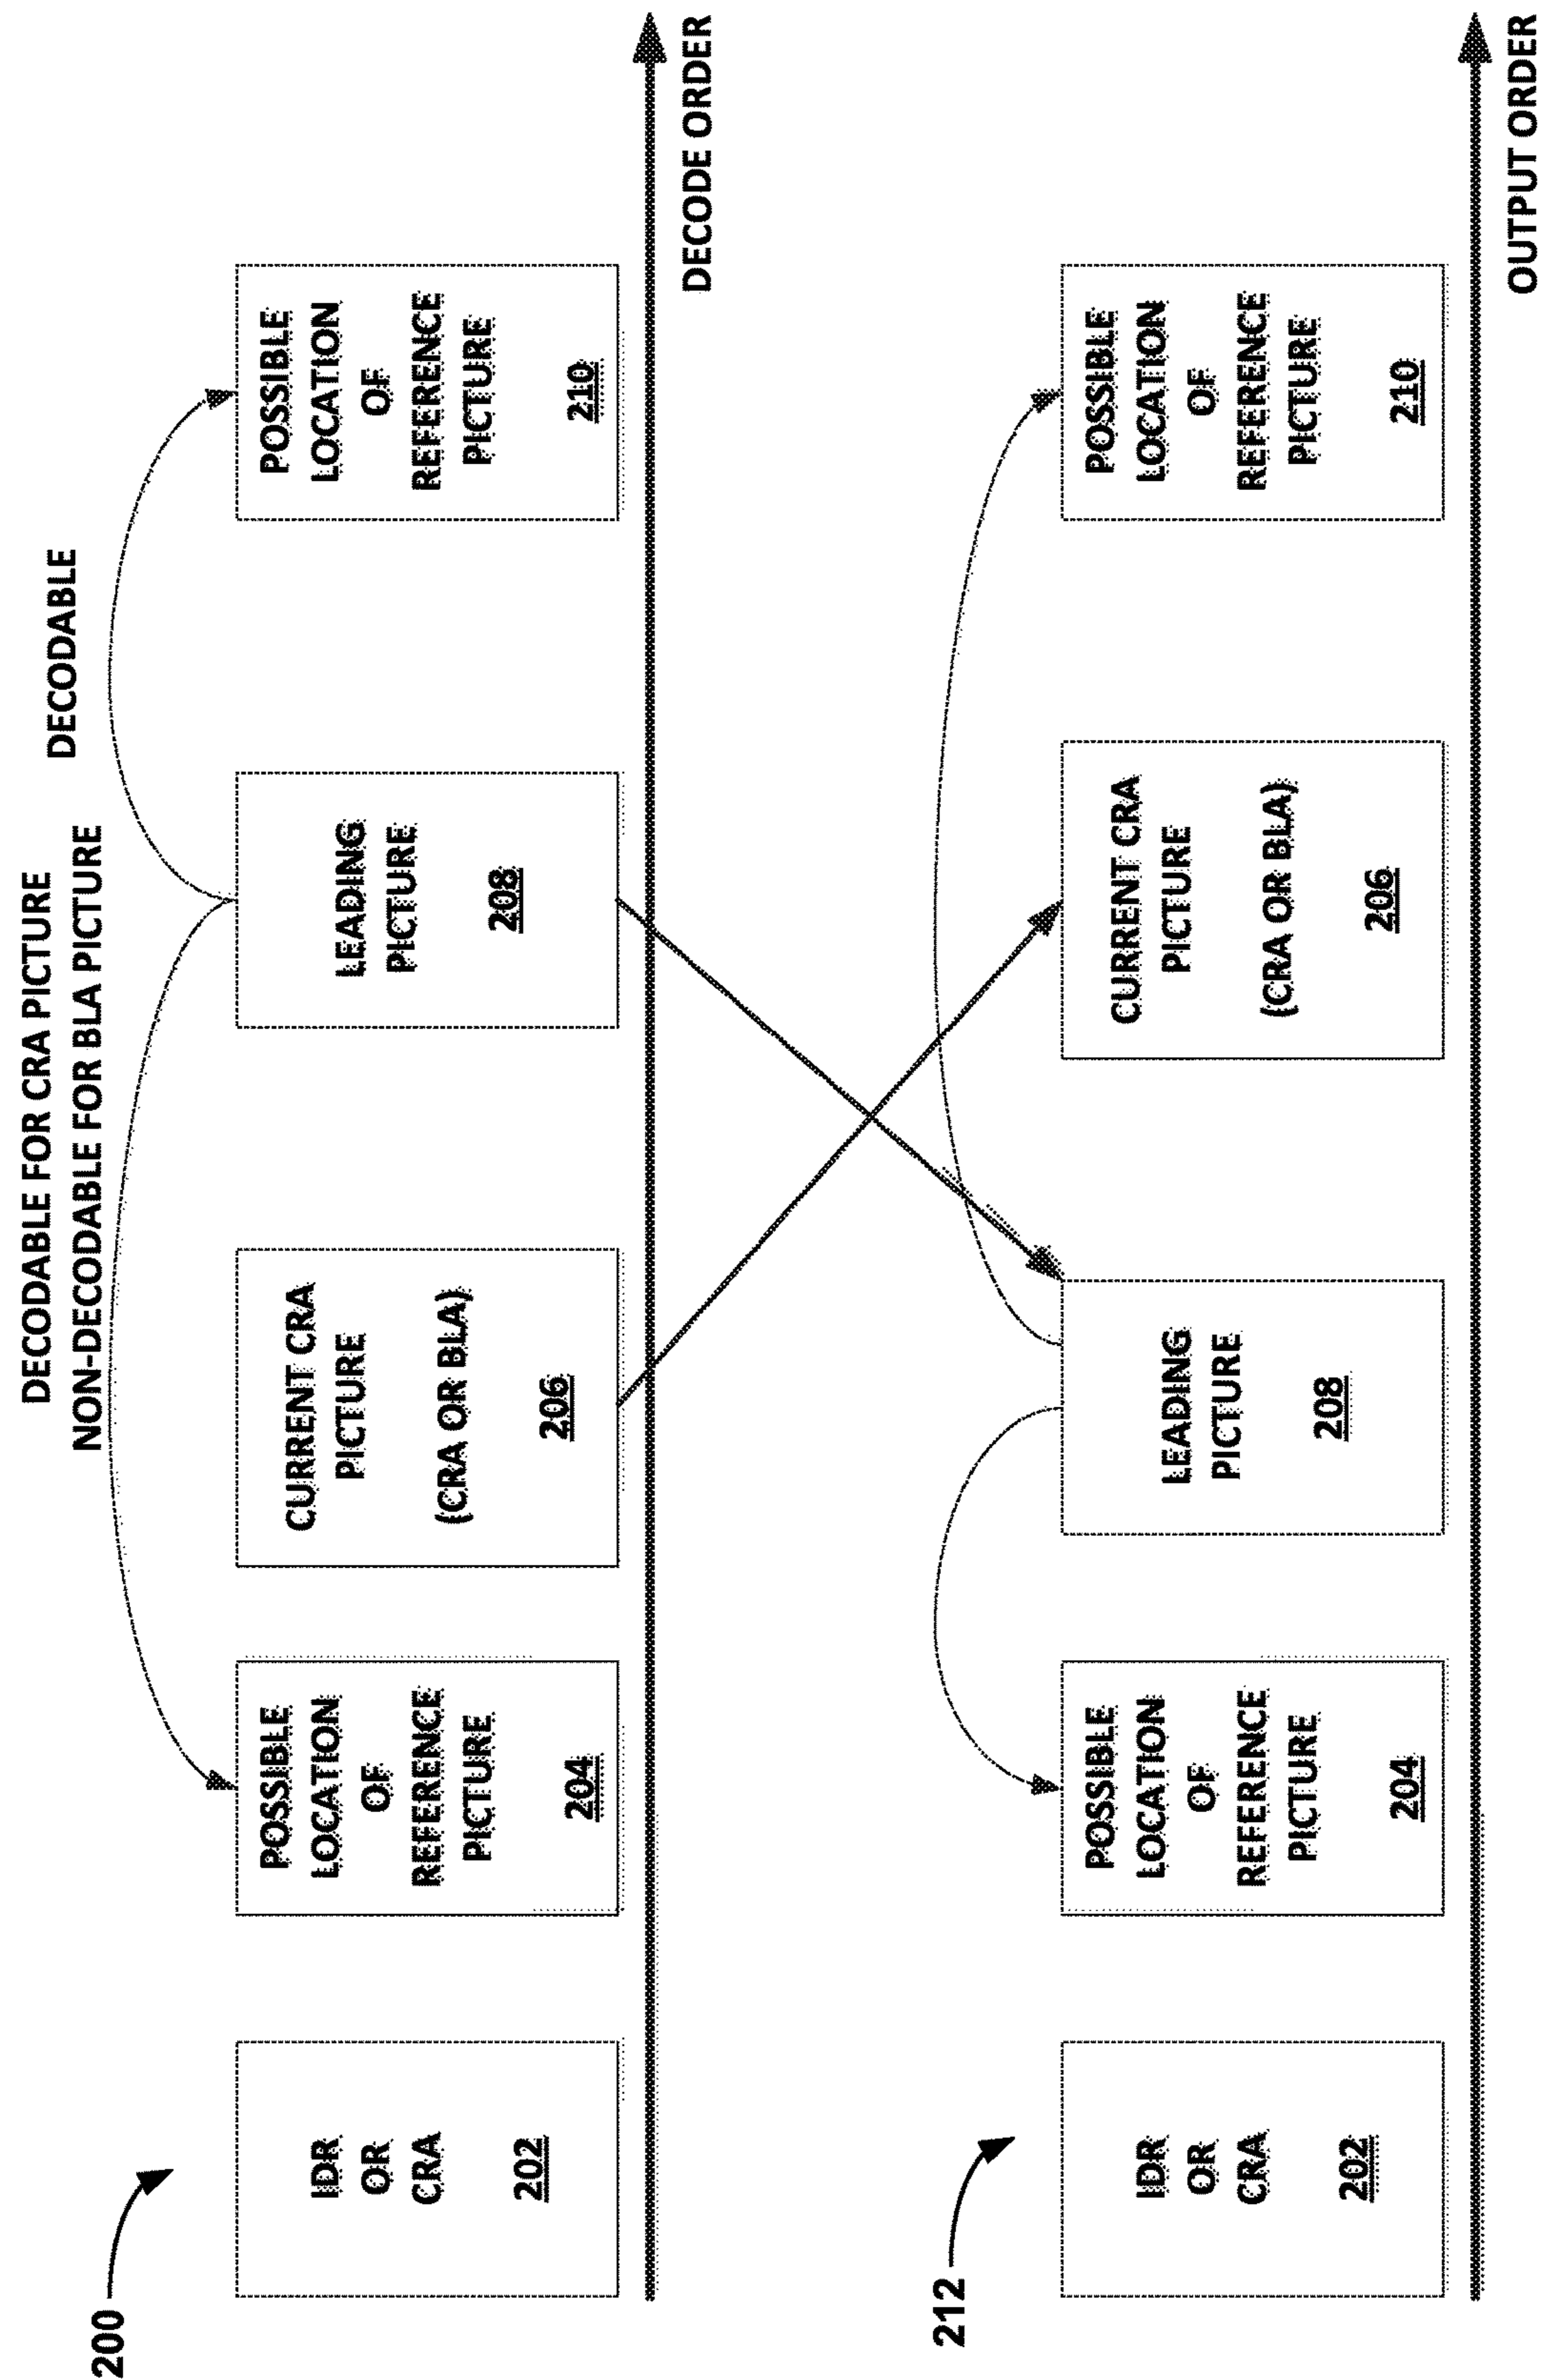 DECODABLE FOR CRA PICTURE
NON-DECODABLE FOR BLA PICTURE
DECODABLE
200
IDR
OR
CRA
202
POSSIBLE
LOCATION
OF
REFERENCE
PICTURE
204
CURRENT CRA
PICTURE
(CRA OR BLA)
206
LEADING
PICTURE
208
POSSIBLE
LOCATION
OF
REFERENCE
PICTURE
210
DECODE ORDER
212
IDR
OR
CRA
202
POSSIBLE
LOCATION
OF
REFERENCE
PICTURE
204
LEADING
PICTURE
208
CURRENT CRA
PICTURE
(CRA OR BLA)
206
POSSIBLE
LOCATION
OF
REFERENCE
PICTURE
210
OUTPUT ORDER